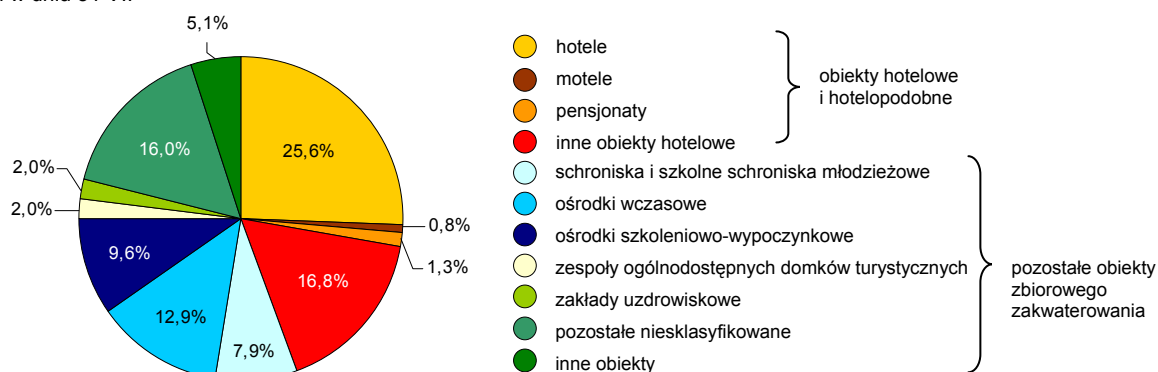 5,1%
16,0%
25,6%
2,0%
2,0%
0,8%
1,3%
9,6%
16,8%
12,9%
7,9%
hotele
motele
pensjonaty
inne obiekty hotelowe
obiekty hotelowe
i hotelopodobne
schroniska i szkolne schroniska młodzieżowe
ośrodki wczasowe
ośrodki szkoleniowo-wypoczynkowe
zespoły ogólnodostępnych domków turystycznych
zakłady uzdrowiskowe
pozostałe niesklasyfikowane
inne obiekty
pozostałe obiekty
zbiorowego
zakwaterowania